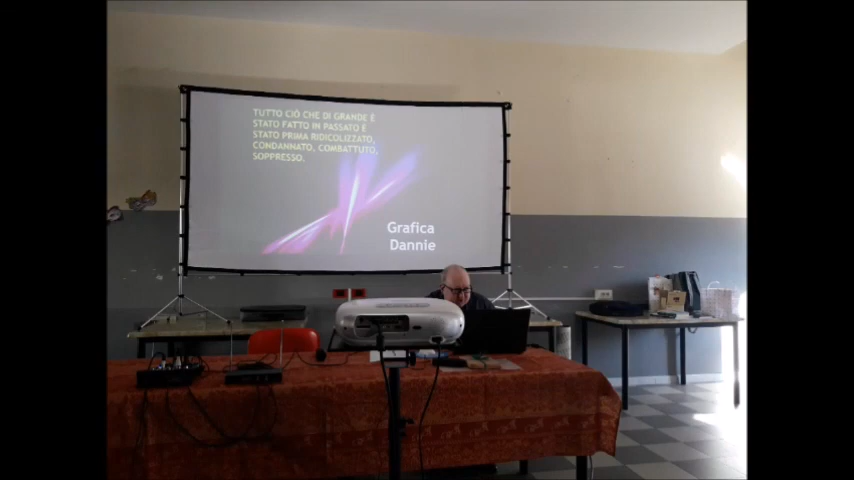 TUTTO CIÒ CHE DI GRANDE È
STATO FATTO IN PASSATO È
STATO PRIMA RIDICOLIZZATO,
CONDANNATO, COMBATTUTO,
SOPPRESSO.
Grafica
Dannie